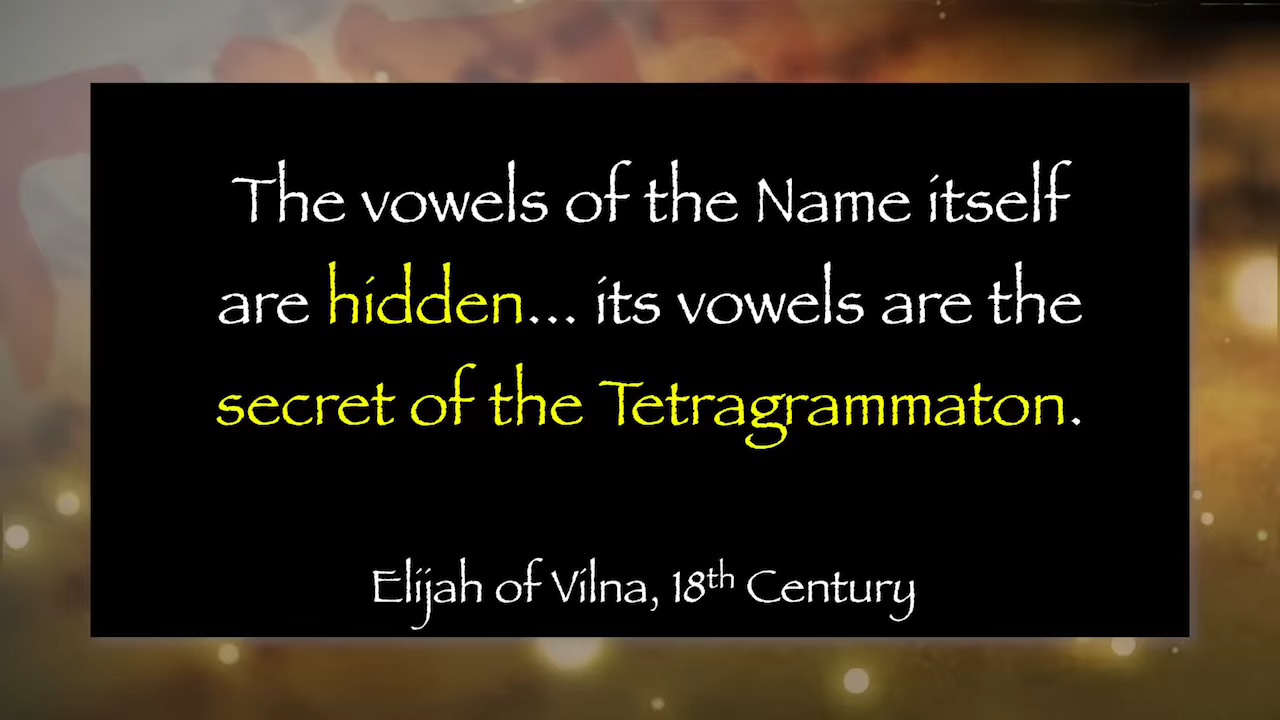 The vowels of the Name itself
are hidden... its vowels are the
secret of the Tetragrammaton.
Elijah of Vilna, 18th Century